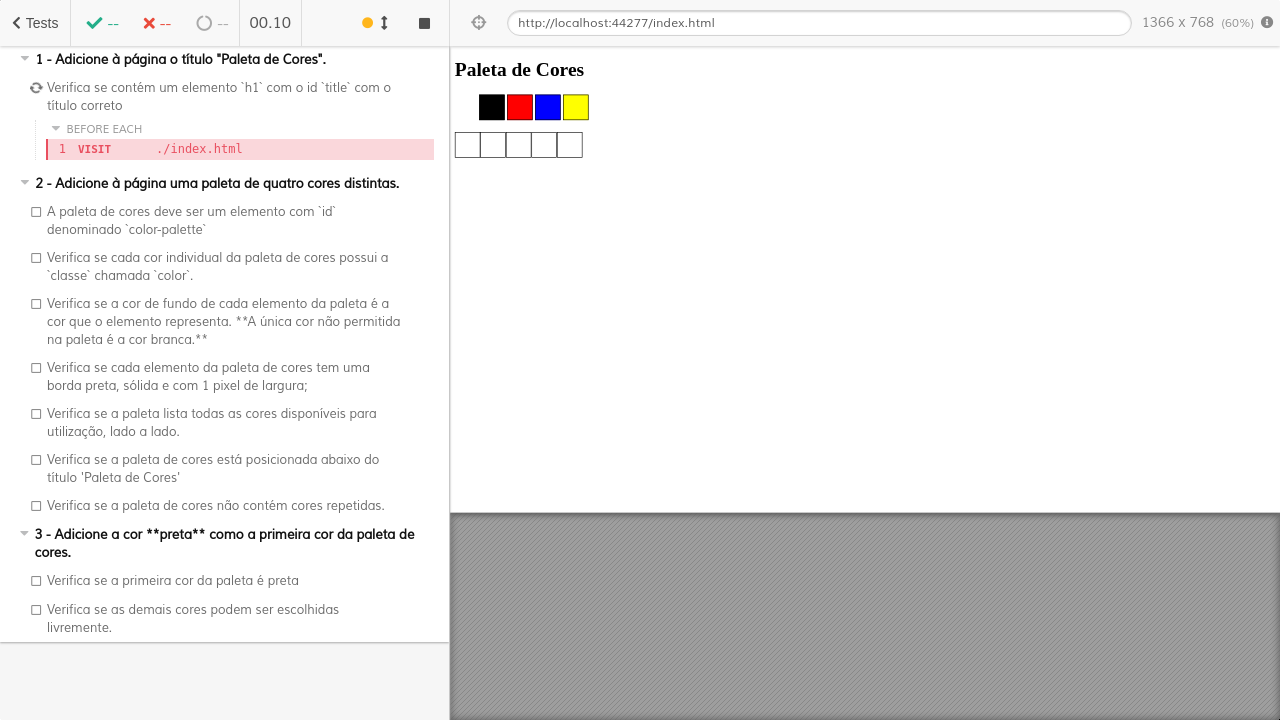 Tests -- -- -- 00.10 http://localhost:44277/index.html 1366 x 768 (60%)
1 - Adicione à página o título "Paleta de Cores".
Verifica se contém um elemento `h1` com o id `title` com o
título correto
BEFORE EACH
1 VISIT ./index.html
2 - Adicione à página uma paleta de quatro cores distintas.
A paleta de cores deve ser um elemento com `id`
denominado `color-palette`
Verifica se cada cor individual da paleta de cores possui a
`classe` chamada `color`.
Verifica se a cor de fundo de cada elemento da paleta é a
cor que o elemento representa. **A única cor não permitida
na paleta é a cor branca.**
Verifica se cada elemento da paleta de cores tem uma
borda preta, sólida e com 1 pixel de largura;
Verifica se a paleta lista todas as cores disponíveis para
utilização, lado a lado.
Verifica se a paleta de cores está posicionada abaixo do
título 'Paleta de Cores'
Verifica se a paleta de cores não contém cores repetidas.
3 - Adicione a cor **preta** como a primeira cor da paleta de
cores.
Verifica se a primeira cor da paleta é preta
Verifica se as demais cores podem ser escolhidas
livremente.
Paleta de Cores